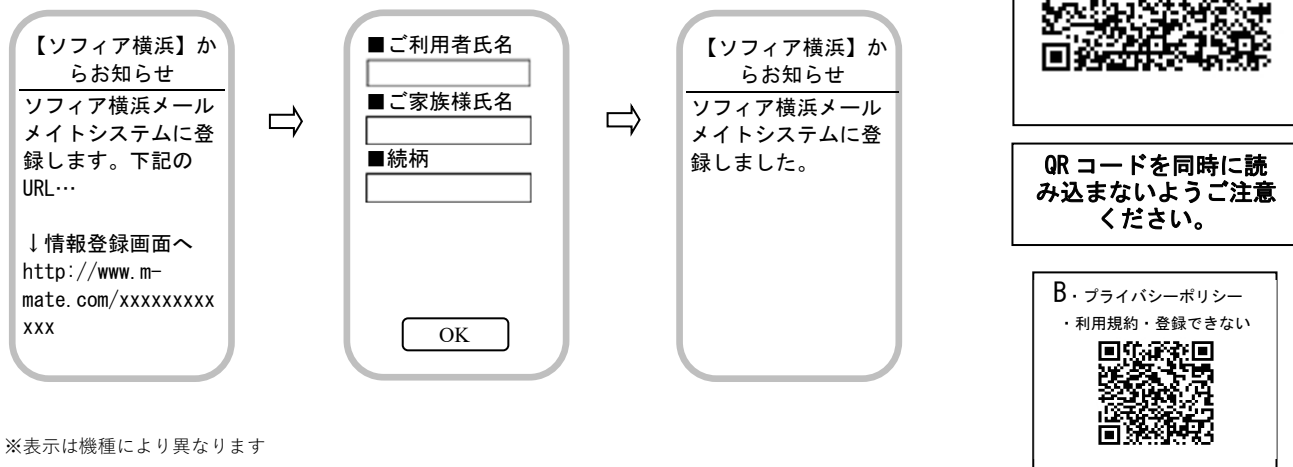 【ソフィア横浜】か
らお知らせ
ソフィア横浜メール
メイトシステムに登
録します。下記の
URL…
↓情報登録画面へ
http://www.m-
mate.com/xxxxxxxxx
xxx
■ご利用者氏名
■ご家族様氏名
■続柄
OK
【ソフィア横浜】か
らお知らせ
ソフィア横浜メール
メイトシステムに登
録しました。
※表示は機種により異なります
QRコードを同時に読
み込まないようご注意
ください。
B・プライバシーポリシー
・利用規約・登録できない